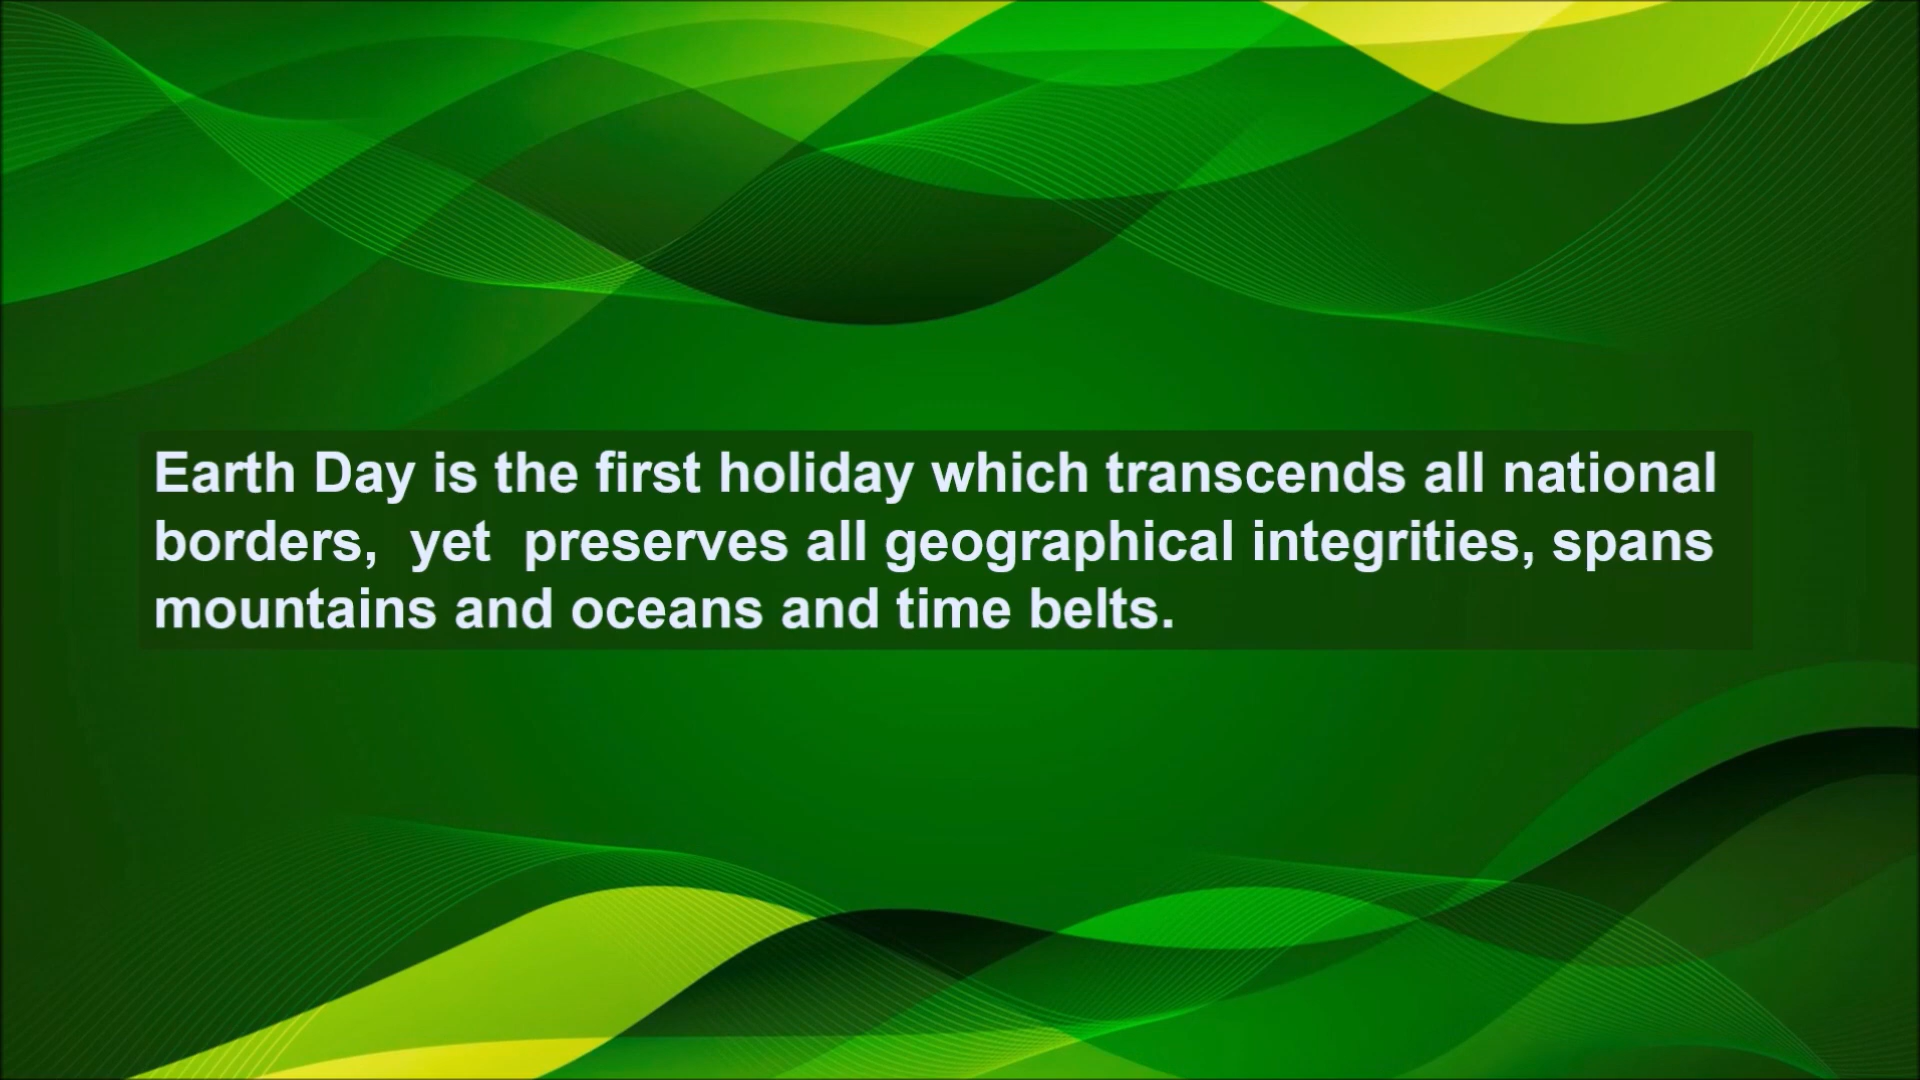 Earth Day is the first holiday which transcends all national
borders,  yet  preserves all geographical integrities, spans
mountains and oceans and time belts.